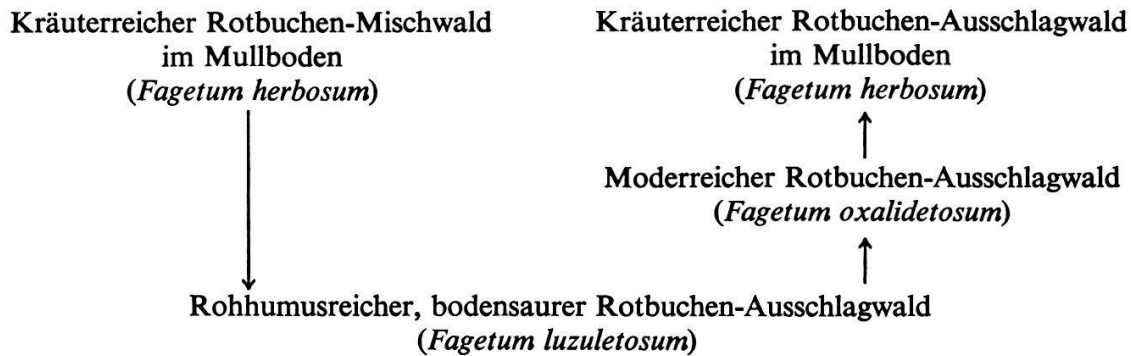 Kräuterreicher Rotbuchen-Mischwald
im Mullboden
(Fagetum herbosum)
Kräuterreicher Rotbuchen-Ausschlagwald
im Mullboden
(Fagetum herbosum)
Moderreicher Rotbuchen-Ausschlagwald
(Fagetum oxalidetosum)
Rohhumusreicher, bodensaurer Rotbuchen-Ausschlagwald
(Fagetum luzuletosum)